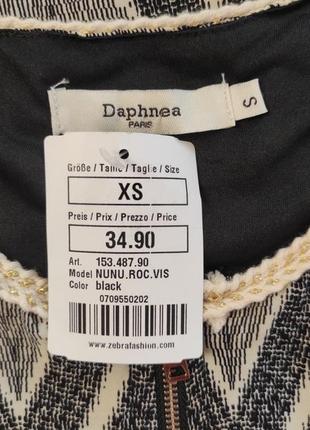 Daphnea
PARIS
S
Größe / Taille / Taglie / Size
XS
Preis / Prix / Prezzo / Price
34.90
Art. 153.487.90
Model NUNU.ROC.VIS
Color black
0709550202
www.zebrafashion.com